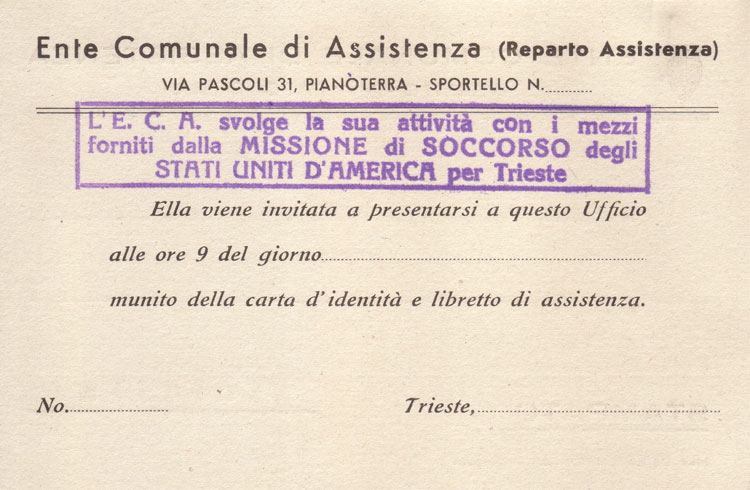 Ente Comunale di Assistenza (Reparto Assistenza)
VIA PASCOLI 31, PIANÒTERRA - SPORTELLO N...........
L'E. C. A. svolge la sua attività con i mezzi
forniti dalla MISSIONE di SOCCORSO degli
STATI UNITI D'AMERICA per Trieste
Ella viene invitata a presentarsi a questo Ufficio
alle ore 9 del giorno...........
munito della carta d'identità e libretto di assistenza.
No........... Trieste,...........